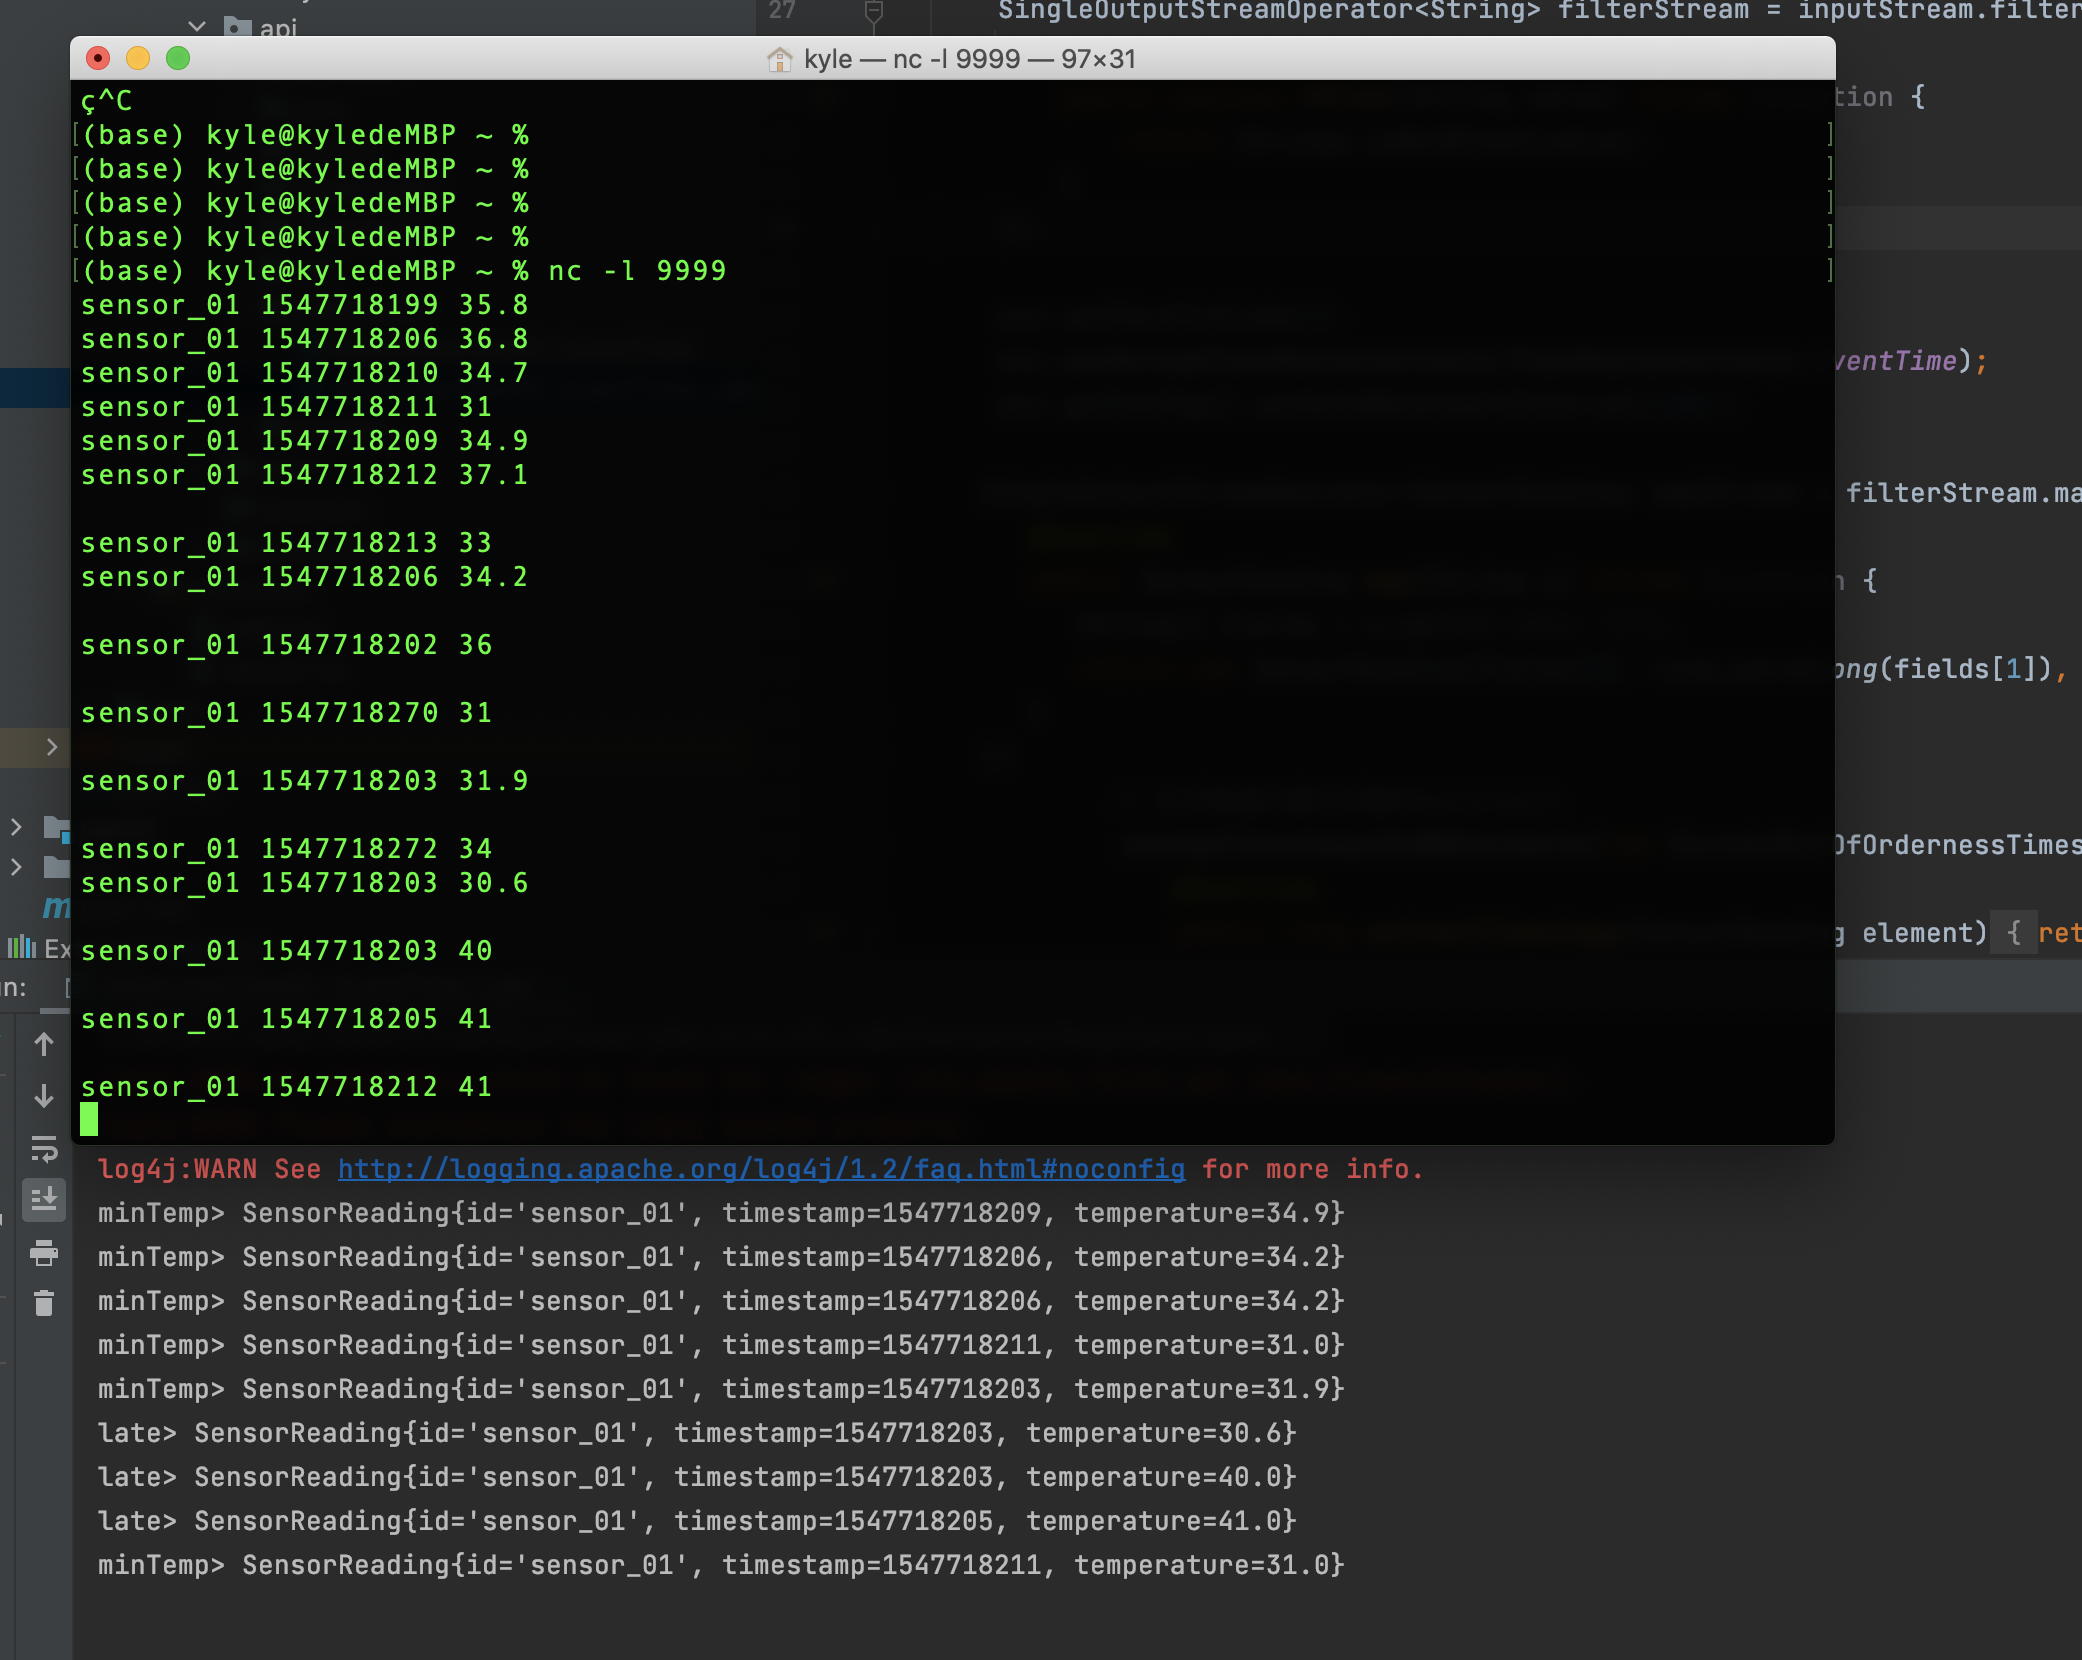 api
27 SingleOutputStreamOperator<String> filterStream = inputStream.filter
kyle — nc -l 9999 — 97×31
ç^C
tion {
[(base) kyle@kyledeMBP ~ % ]
[(base) kyle@kyledeMBP ~ % ]
[(base) kyle@kyledeMBP ~ % ]
[(base) kyle@kyledeMBP ~ % ]
[(base) kyle@kyledeMBP ~ % nc -l 9999 ]
sensor_01 1547718199 35.8
sensor_01 1547718206 36.8
sensor_01 1547718210 34.7
ventTime);
sensor_01 1547718211 31
sensor_01 1547718209 34.9
sensor_01 1547718212 37.1
filterStream.ma
sensor_01 1547718213 33
sensor_01 1547718206 34.2
n {
sensor_01 1547718202 36
ong(fields[1]),
sensor_01 1547718270 31
sensor_01 1547718203 31.9
sensor_01 1547718272 34
OfOrdernessTimes
sensor_01 1547718203 30.6
m
g element) { ret
Ex
sensor_01 1547718203 40
un:
sensor_01 1547718205 41
sensor_01 1547718212 41
log4j:WARN See http://logging.apache.org/log4j/1.2/faq.html#noconfig for more info.
minTemp> SensorReading{id='sensor_01', timestamp=1547718209, temperature=34.9}
minTemp> SensorReading{id='sensor_01', timestamp=1547718206, temperature=34.2}
minTemp> SensorReading{id='sensor_01', timestamp=1547718206, temperature=34.2}
minTemp> SensorReading{id='sensor_01', timestamp=1547718211, temperature=31.0}
minTemp> SensorReading{id='sensor_01', timestamp=1547718203, temperature=31.9}
late> SensorReading{id='sensor_01', timestamp=1547718203, temperature=30.6}
late> SensorReading{id='sensor_01', timestamp=1547718203, temperature=40.0}
late> SensorReading{id='sensor_01', timestamp=1547718205, temperature=41.0}
minTemp> SensorReading{id='sensor_01', timestamp=1547718211, temperature=31.0}